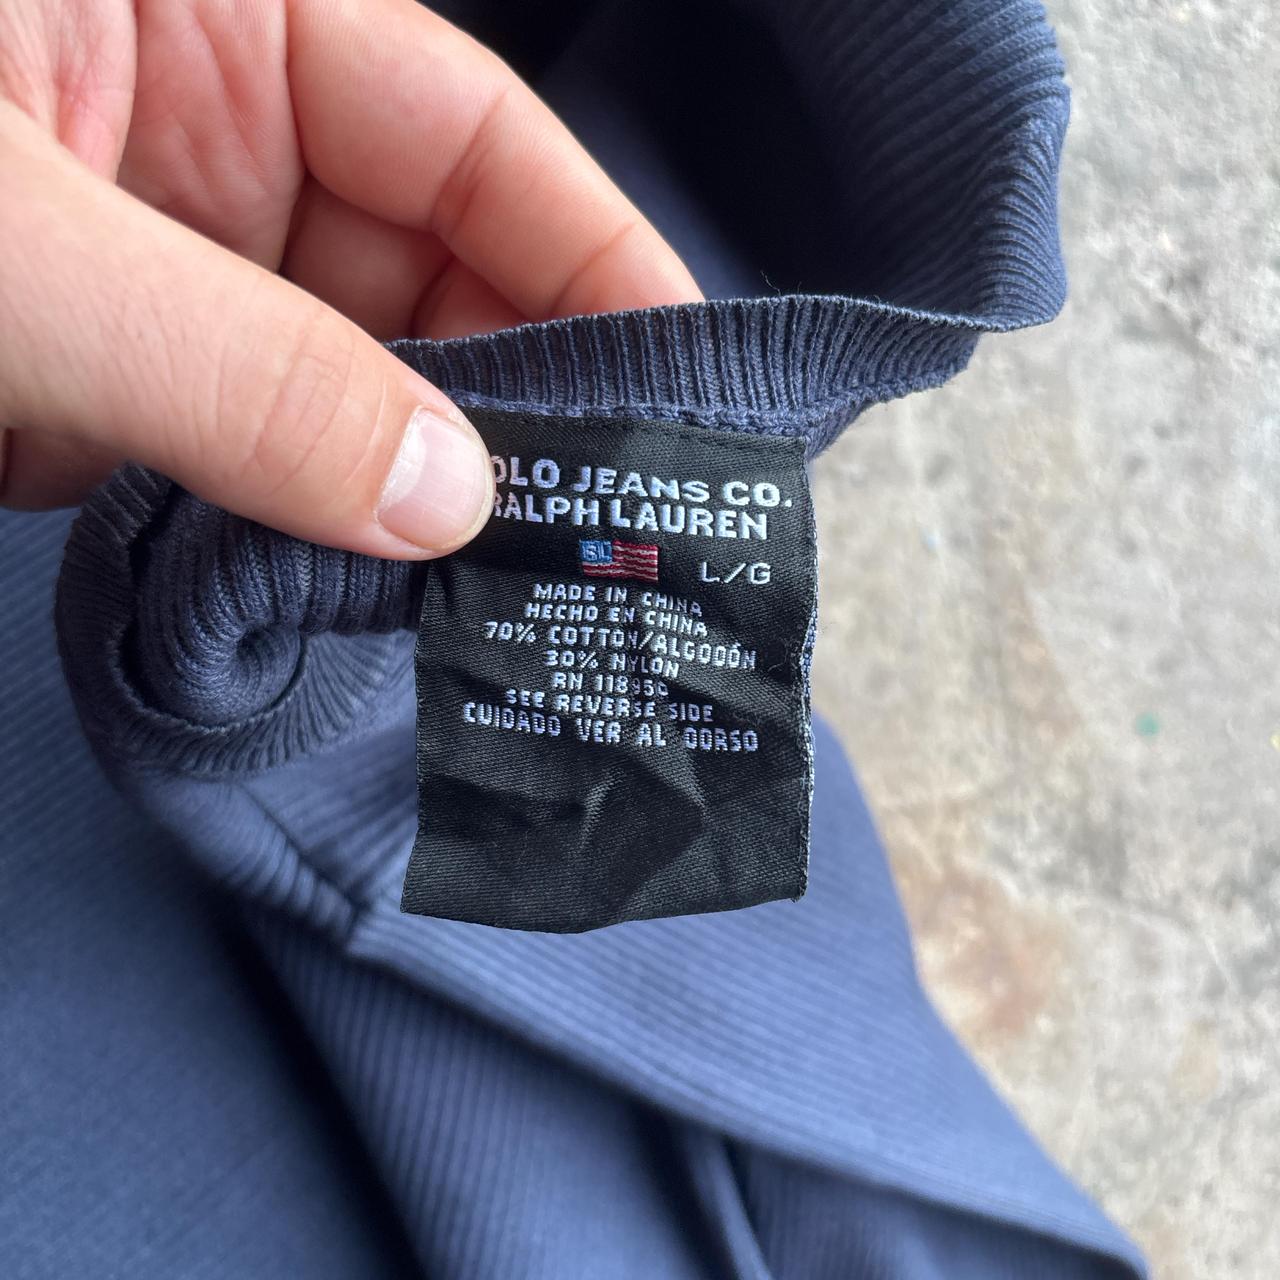 OLO JEANS CO.
RALPH LAUREN
L/G
MADE IN CHINA
HECHO EN CHINA
70% COTTON/ALGODÓN
30% NYLON
RN
SEE REVERSE SIDE
CUIDADO VER AL DORSO